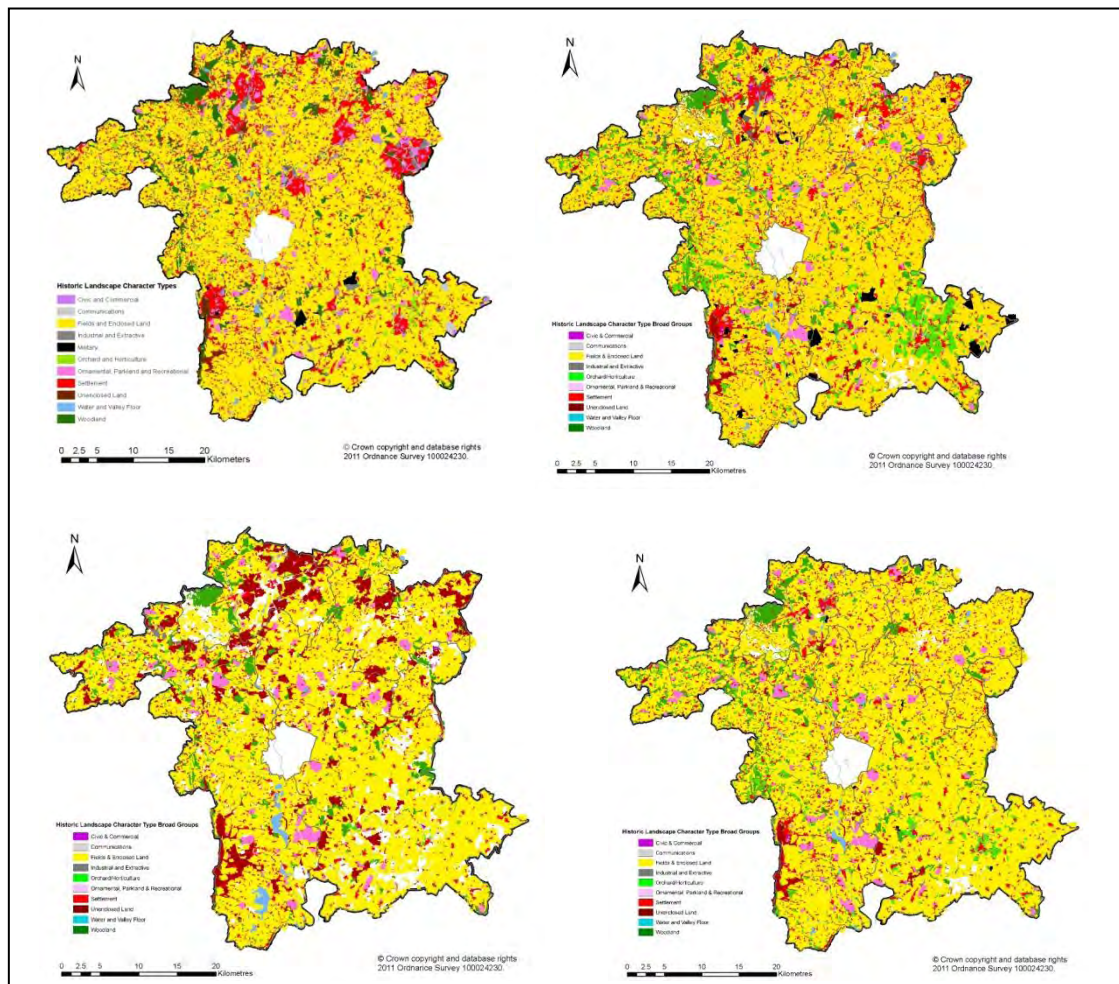 N
Historic Landscape Character Types
Civic and Commercial
Communications
Fields and Enclosed Land
Industrial and Extractive
Military
Orchard and Horticulture
Ornamental, Parkland and Recreational
Settlement
Unenclosed Land
Water and Valley Floor
Woodland
0 2.5 5 10 15 20
Kilometers
© Crown copyright and database rights
2011 Ordnance Survey 100024230.
N
Historic Landscape Character Type Broad Groups
Civic & Commercial
Communications
Fields & Enclosed Land
Industrial and Extractive
Orchard/Horticulture
Ornamental, Parkland & Recreational
Settlement
Unenclosed Land
Water and Valley Floor
Woodland
0 2.5 5 10 15 20
Kilometres
© Crown copyright and database rights
2011 Ordnance Survey 100024230.
N
Historic Landscape Character Type Broad Groups
Civic & Commercial
Communications
Fields & Enclosed Land
Industrial and Extractive
Orchard/Horticulture
Ornamental, Parkland & Recreational
Settlement
Unenclosed Land
Water and Valley Floor
Woodland
0 2.5 5 10 15 20
Kilometres
© Crown copyright and database rights
2011 Ordnance Survey 100024230.
N
Historic Landscape Character Type Broad Groups
Civic & Commercial
Communications
Fields & Enclosed Land
Industrial and Extractive
Orchard/Horticulture
Ornamental, Parkland & Recreational
Settlement
Unenclosed Land
Water and Valley Floor
Woodland
0 2.5 5 10 15 20
Kilometres
© Crown copyright and database rights
2011 Ordnance Survey 100024230.